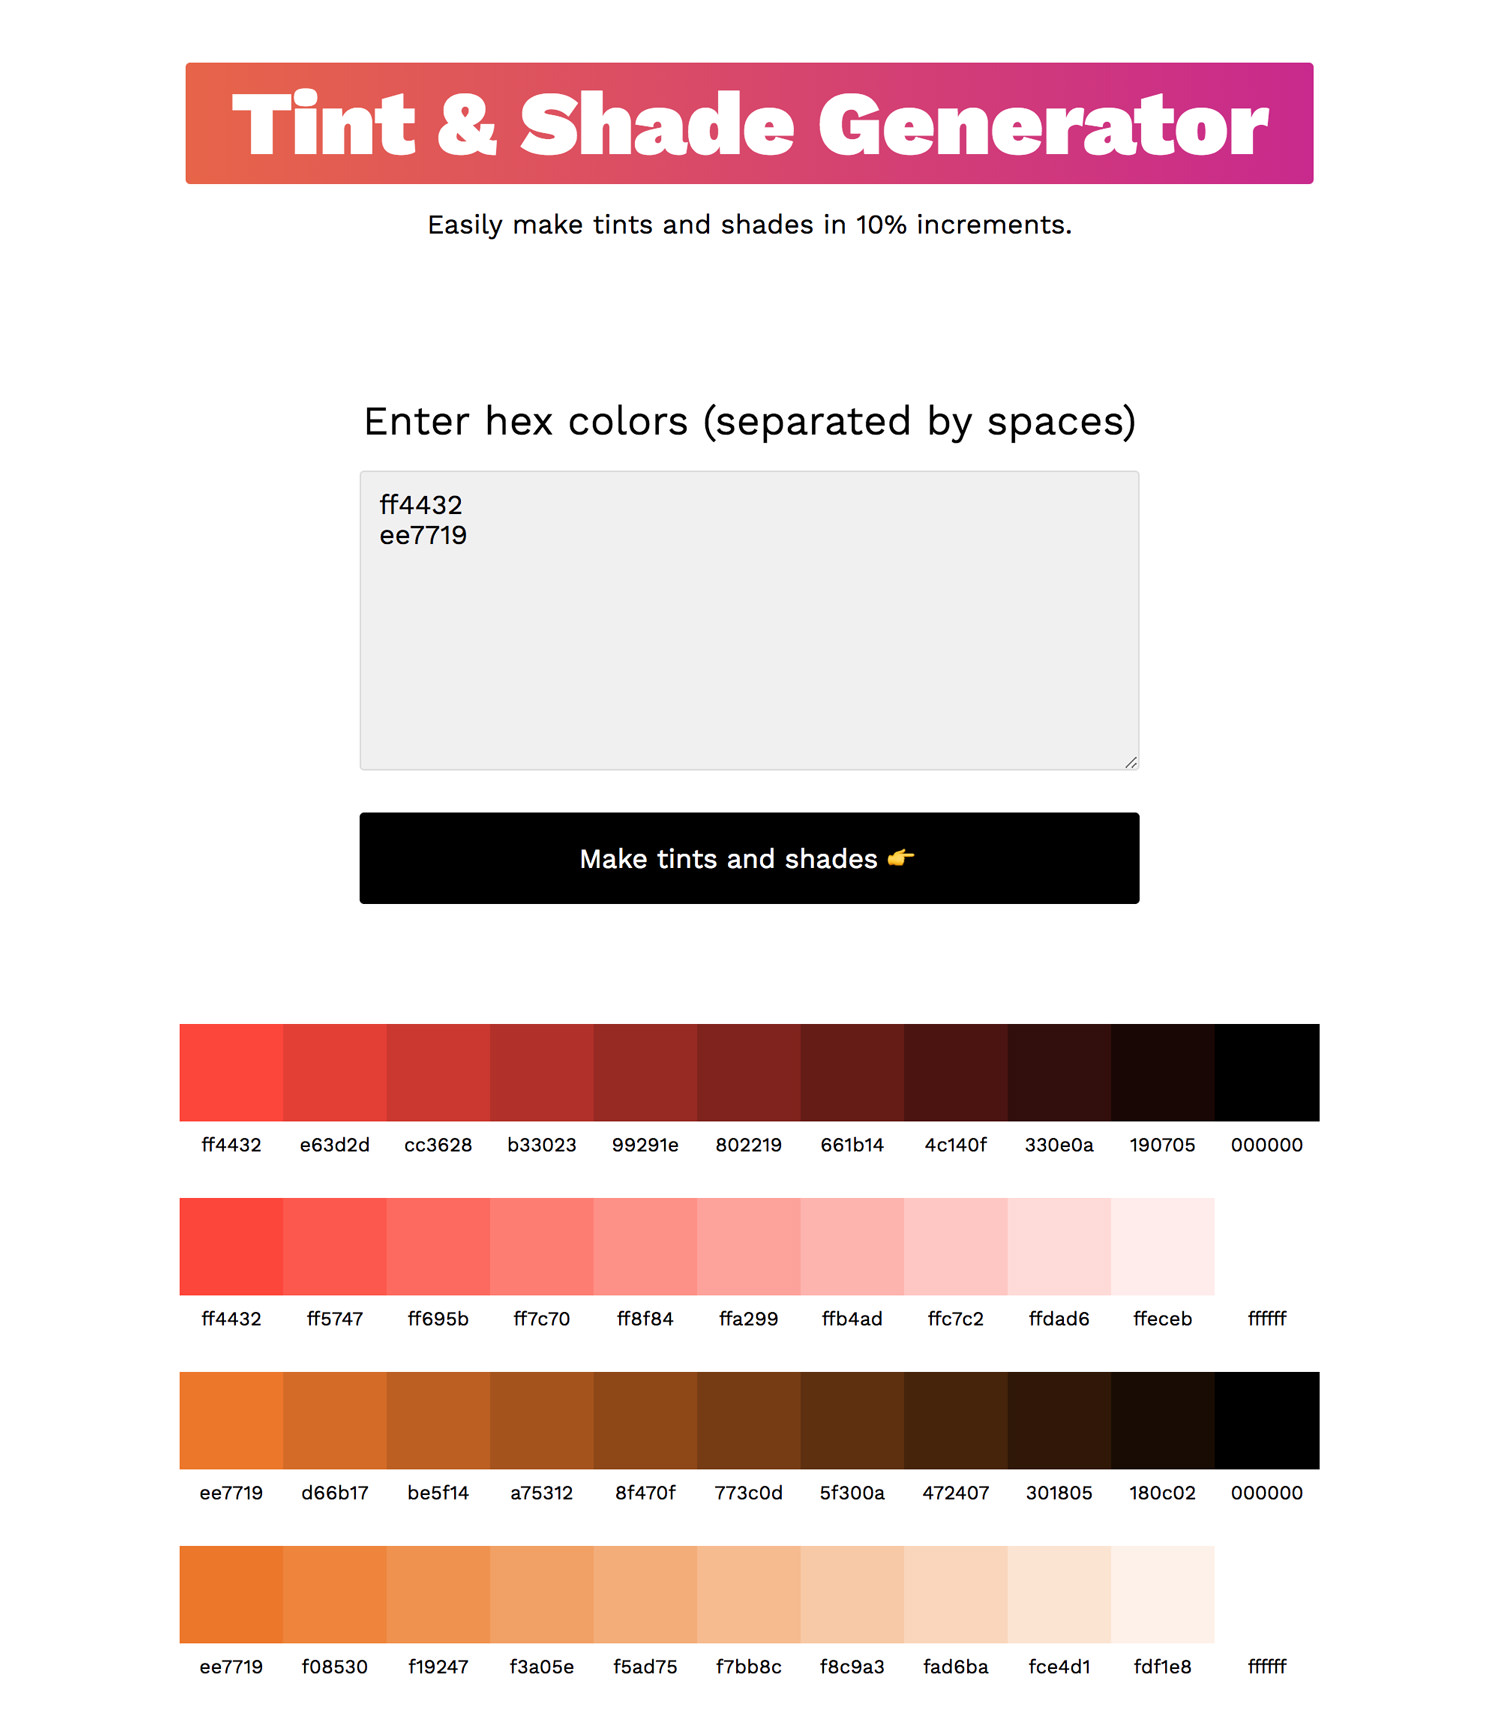 Tint & Shade Generator
Easily make tints and shades in 10% increments.
Enter hex colors (separated by spaces)
ff4432
ee7719
Make tints and shades 👉
ff4432 e63d2d cc3628 b33023 99291e 802219 661b14 4c140f 330e0a 190705 000000
ff4432 ff5747 ff695b ff7c70 ff8f84 ffa299 ffb4ad ffc7c2 ffdad6 ffeceb ffffff
ee7719 d66b17 be5f14 a75312 8f470f 773c0d 5f300a 472407 301805 180c02 000000
ee7719 f08530 f19247 f3a05e f5ad75 f7bb8c f8c9a3 fad6ba fce4d1 fdf1e8 ffffff